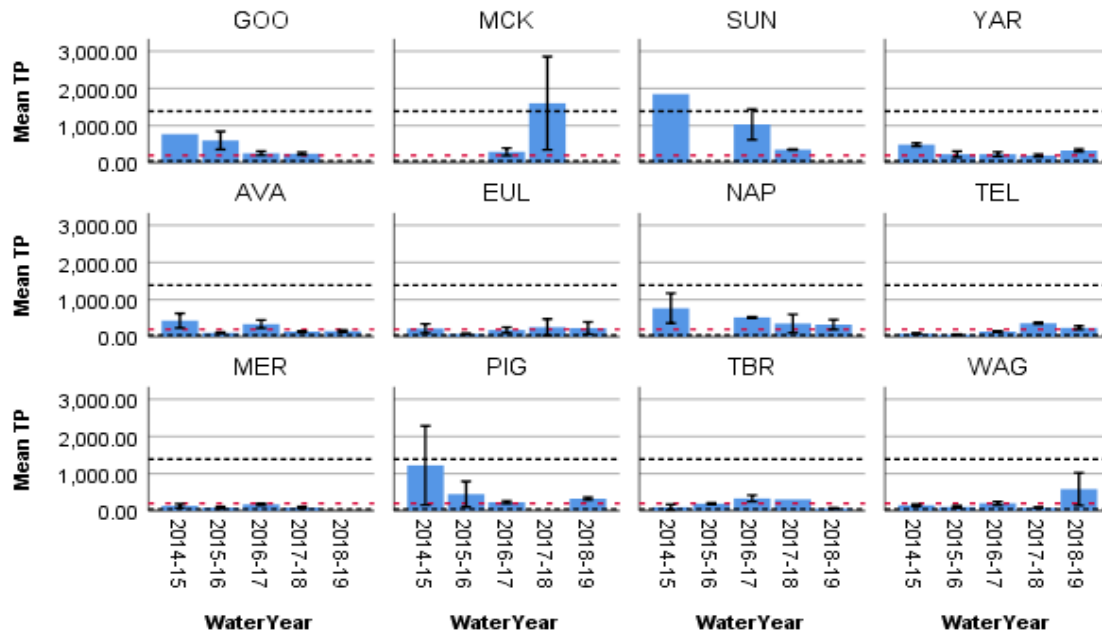 GOO MCK SUN YAR
Mean TP
3,000.00
2,000.00
1,000.00
0.00
AVA EUL NAP TEL
Mean TP
3,000.00
2,000.00
1,000.00
0.00
MER PIG TBR WAG
Mean TP
3,000.00
2,000.00
1,000.00
0.00
2014-15 2015-16 2016-17 2017-18 2018-19 2014-15 2015-16 2016-17 2017-18 2018-19 2014-15 2015-16 2016-17 2017-18 2018-19 2014-15 2015-16 2016-17 2017-18 2018-19
WaterYear WaterYear WaterYear WaterYear